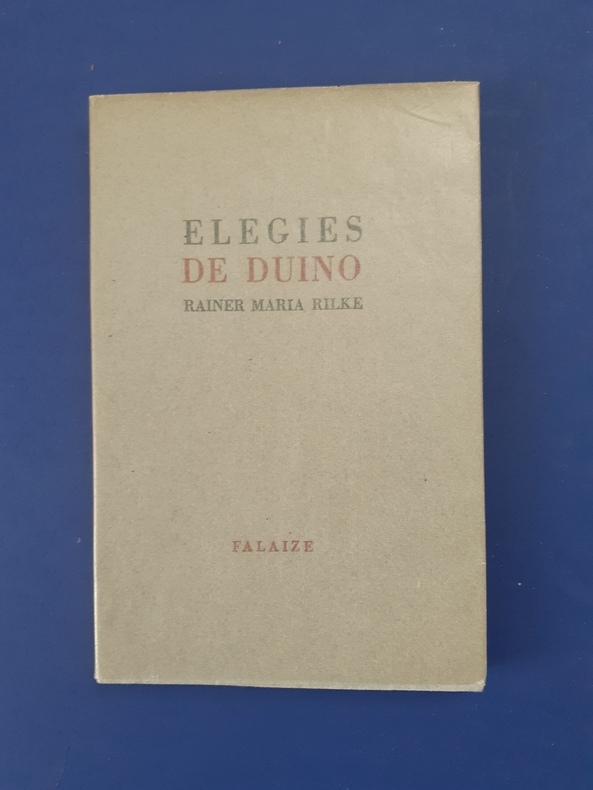 ELEGIES
DE DUINO
RAINER MARIA RILKE
FALAIZE